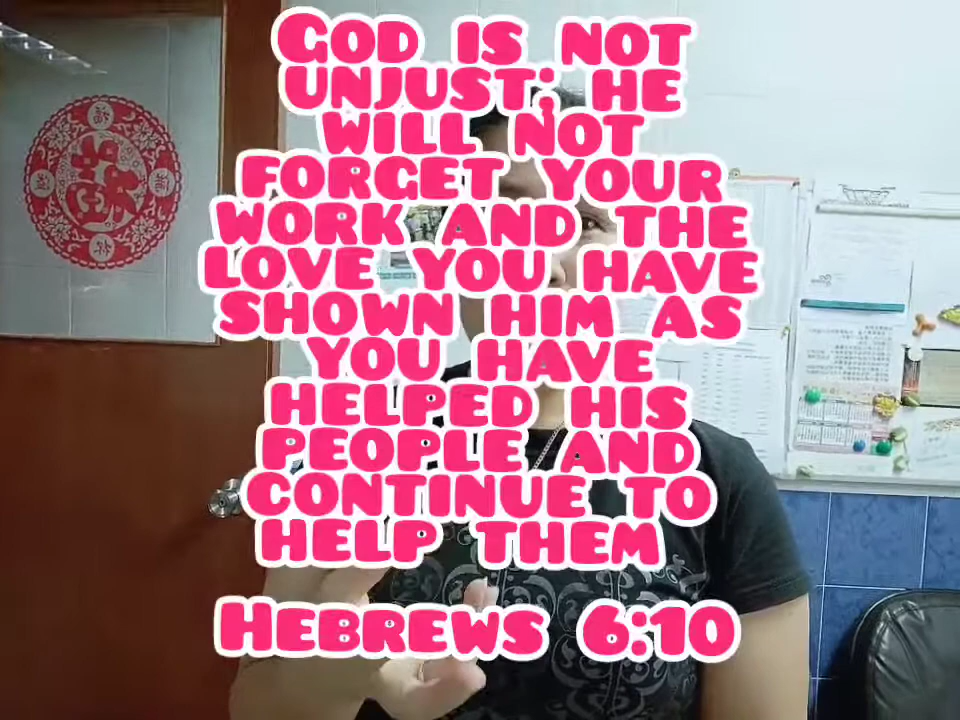 God is not
unjust; he
will not
forget your
work and the
love you have
shown him as
you have
helped his
people and
continue to
help them
Hebrews 6:10